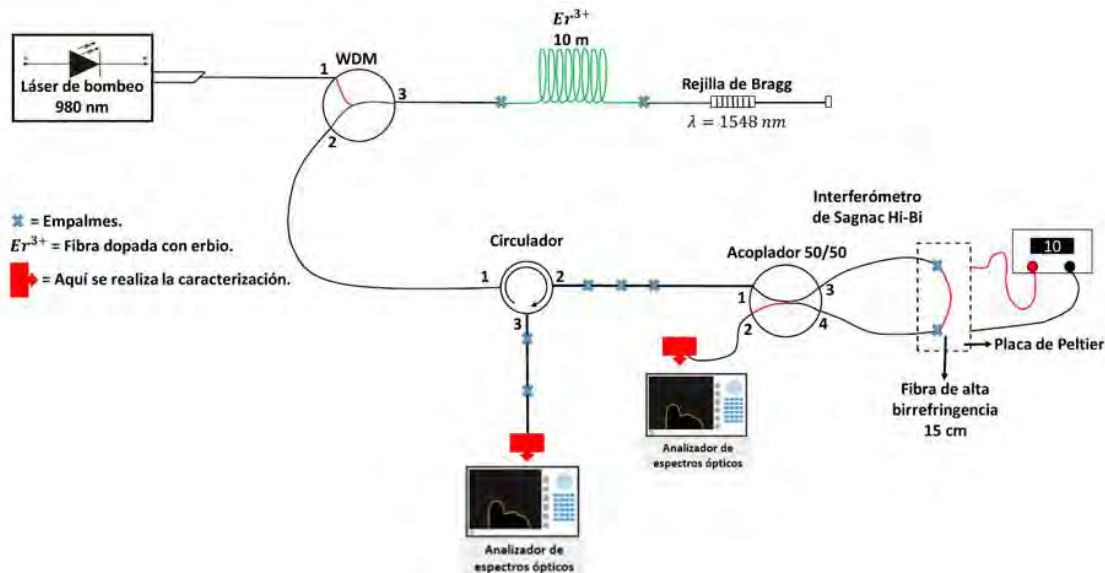 Láser de bombeo
980 nm
WDM
1
2
3
Er³⁺
10 m
Rejilla de Bragg
λ = 1548 nm
= Empalmes.
Er³⁺ = Fibra dopada con erbio.
= Aquí se realiza la caracterización.
Circulador
1
2
3
Interferómetro
de Sagnac Hi-Bi
Acoplador 50/50
1
2
3
4
10
Placa de Peltier
Fibra de alta
birrefringencia
15 cm
Analizador de
espectros ópticos
Analizador de
espectros ópticos